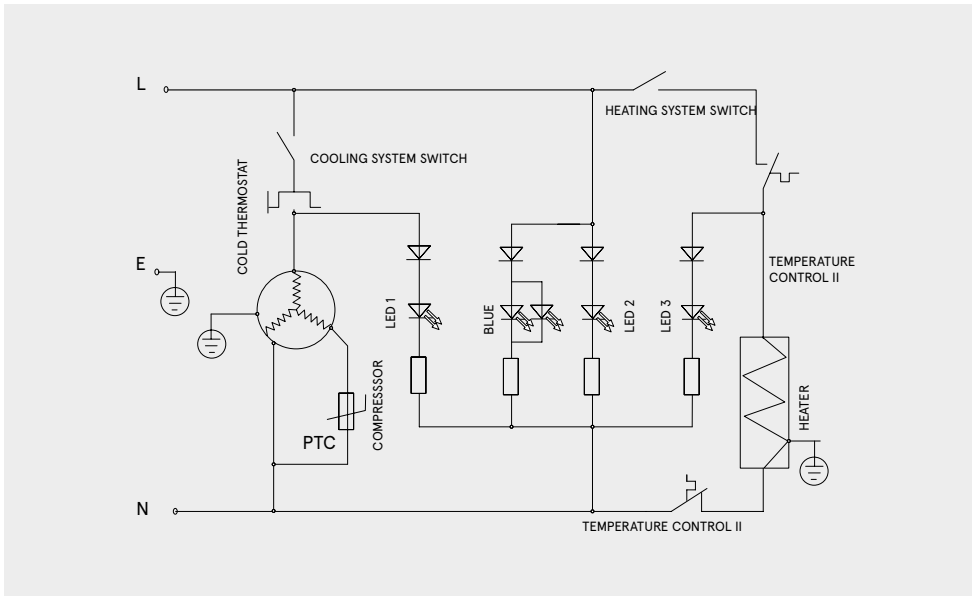 L
HEATING SYSTEM SWITCH
COOLING SYSTEM SWITCH
COLD THERMOSTAT
E
TEMPERATURE
CONTROL II
LED 1
BLUE
LED 2
LED 3
COMPRESSSOR
HEATER
PTC
N
TEMPERATURE CONTROL II